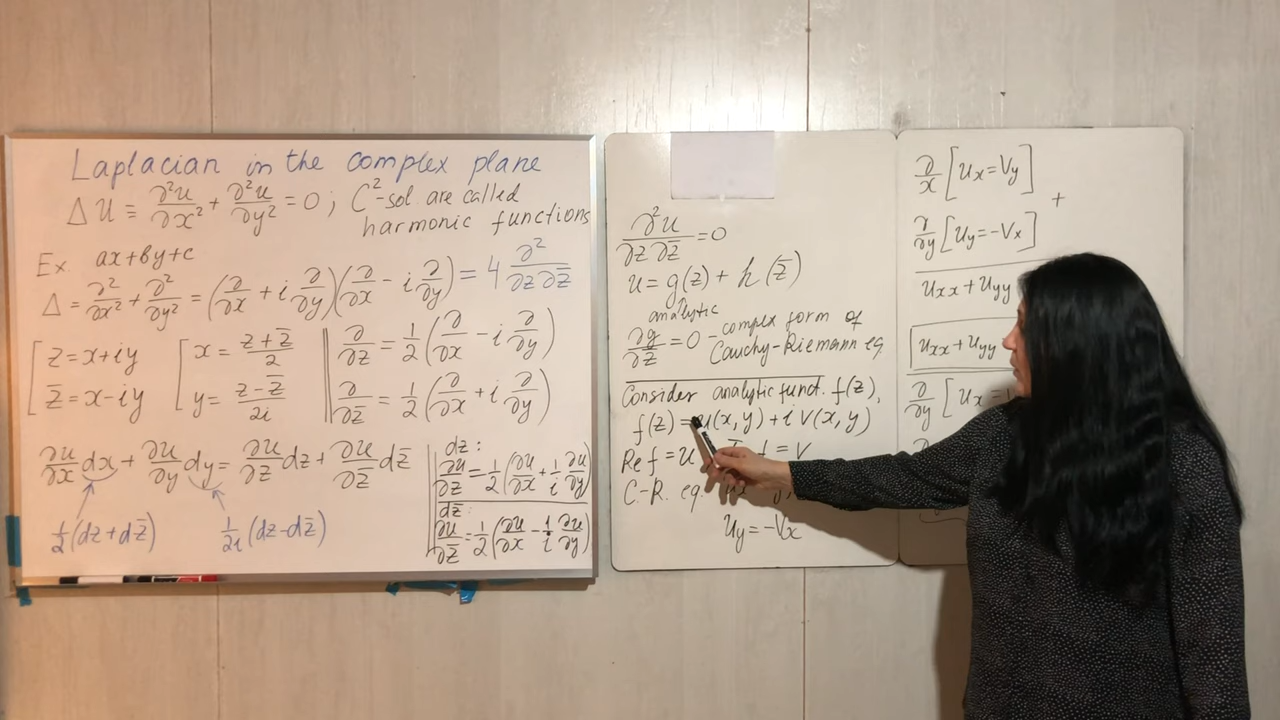 Laplacian in the complex plane
Δ u ≡ ∂²u/∂x² + ∂²u/∂y² = 0 ; C²-sol are called
harmonic functions
Ex. ax+by+c
Δ = ∂²/∂x² + ∂²/∂y² = (∂/∂x + i ∂/∂y)(∂/∂x - i ∂/∂y) = 4 ∂²/∂z∂z̄
[ z = x+iy
z̄ = x-iy
[ x = (z+z̄)/2
y = (z-z̄)/2i
∂/∂z = 1/2 (∂/∂x - i ∂/∂y)
∂/∂z̄ = 1/2 (∂/∂x + i ∂/∂y)
∂u/∂x dx + ∂u/∂y dy = ∂u/∂z dz + ∂u/∂z̄ dz̄
1/2 (dz+dz̄)
1/2i (dz-dz̄)
dz:
∂u/∂z = 1/2 (∂u/∂x + 1/i ∂u/∂y)
dz̄:
∂u/∂z̄ = 1/2 (∂u/∂x - 1/i ∂u/∂y)
∂²u/∂z∂z̄ = 0
u = g(z) + h(z̄)
analytic
∂g/∂z̄ = 0 - complex form of
Cauchy-Riemann eq.
Consider analytic funct. f(z),
f(z) = u(x,y) + i v(x,y)
Re f = u
f = v
C-R. eq.
u_y = -v_x
∂/∂x [u_x = v_y]
+
∂/∂y [u_y = -v_x]
u_xx + u_yy
u_xx + u_yy
∂/∂y [u_x =